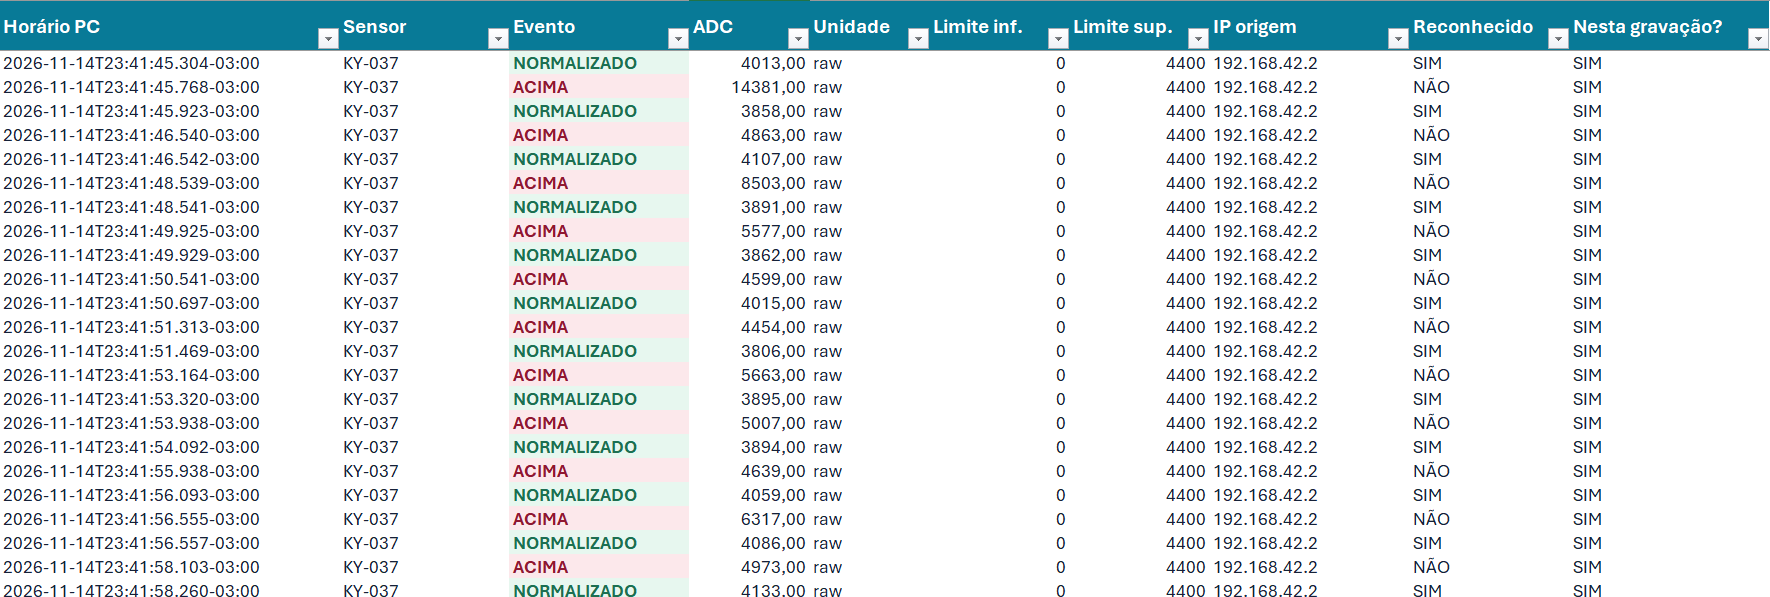 Horário PC Sensor Evento ADC Unidade Limite inf. Limite sup. IP origem Reconhecido Nesta gravação?
2026-11-14T23:41:45.304-03:00 KY-037 NORMALIZADO 4013,00 raw 0 4400 192.168.42.2 SIM SIM
2026-11-14T23:41:45.768-03:00 KY-037 ACIMA 14381,00 raw 0 4400 192.168.42.2 NÃO SIM
2026-11-14T23:41:45.923-03:00 KY-037 NORMALIZADO 3858,00 raw 0 4400 192.168.42.2 SIM SIM
2026-11-14T23:41:46.540-03:00 KY-037 ACIMA 4863,00 raw 0 4400 192.168.42.2 NÃO SIM
2026-11-14T23:41:46.542-03:00 KY-037 NORMALIZADO 4107,00 raw 0 4400 192.168.42.2 SIM SIM
2026-11-14T23:41:48.539-03:00 KY-037 ACIMA 8503,00 raw 0 4400 192.168.42.2 NÃO SIM
2026-11-14T23:41:48.541-03:00 KY-037 NORMALIZADO 3891,00 raw 0 4400 192.168.42.2 SIM SIM
2026-11-14T23:41:49.925-03:00 KY-037 ACIMA 5577,00 raw 0 4400 192.168.42.2 NÃO SIM
2026-11-14T23:41:49.929-03:00 KY-037 NORMALIZADO 3862,00 raw 0 4400 192.168.42.2 SIM SIM
2026-11-14T23:41:50.541-03:00 KY-037 ACIMA 4599,00 raw 0 4400 192.168.42.2 NÃO SIM
2026-11-14T23:41:50.697-03:00 KY-037 NORMALIZADO 4015,00 raw 0 4400 192.168.42.2 SIM SIM
2026-11-14T23:41:51.313-03:00 KY-037 ACIMA 4454,00 raw 0 4400 192.168.42.2 NÃO SIM
2026-11-14T23:41:51.469-03:00 KY-037 NORMALIZADO 3806,00 raw 0 4400 192.168.42.2 SIM SIM
2026-11-14T23:41:53.164-03:00 KY-037 ACIMA 5663,00 raw 0 4400 192.168.42.2 NÃO SIM
2026-11-14T23:41:53.320-03:00 KY-037 NORMALIZADO 3895,00 raw 0 4400 192.168.42.2 SIM SIM
2026-11-14T23:41:53.938-03:00 KY-037 ACIMA 5007,00 raw 0 4400 192.168.42.2 NÃO SIM
2026-11-14T23:41:54.092-03:00 KY-037 NORMALIZADO 3894,00 raw 0 4400 192.168.42.2 SIM SIM
2026-11-14T23:41:55.938-03:00 KY-037 ACIMA 4639,00 raw 0 4400 192.168.42.2 NÃO SIM
2026-11-14T23:41:56.093-03:00 KY-037 NORMALIZADO 4059,00 raw 0 4400 192.168.42.2 SIM SIM
2026-11-14T23:41:56.555-03:00 KY-037 ACIMA 6317,00 raw 0 4400 192.168.42.2 NÃO SIM
2026-11-14T23:41:56.557-03:00 KY-037 NORMALIZADO 4086,00 raw 0 4400 192.168.42.2 SIM SIM
2026-11-14T23:41:58.103-03:00 KY-037 ACIMA 4973,00 raw 0 4400 192.168.42.2 NÃO SIM
2026-11-14T23:41:58.260-03:00 KY-037 NORMALIZADO 4133,00 raw 0 4400 192.168.42.2 SIM SIM